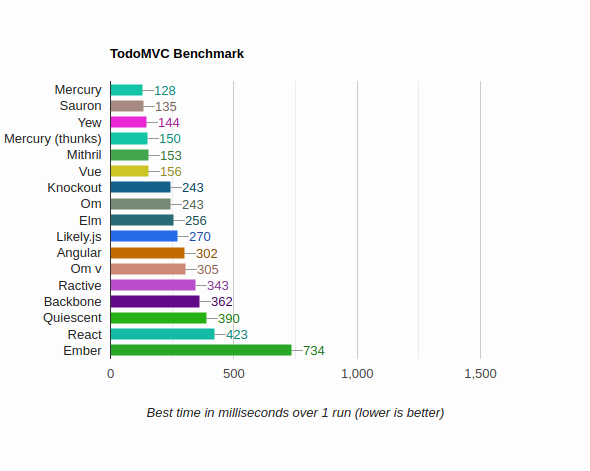 TodoMVC Benchmark
Mercury 128
Sauron 135
Yew 144
Mercury (thunks) 150
Mithril 153
Vue 156
Knockout 243
Om 243
Elm 256
Likely.js 270
Angular 302
Om v 305
Ractive 343
Backbone 362
Quiescent 390
React 423
Ember 734
0 500 1,000 1,500
Best time in milliseconds over 1 run (lower is better)